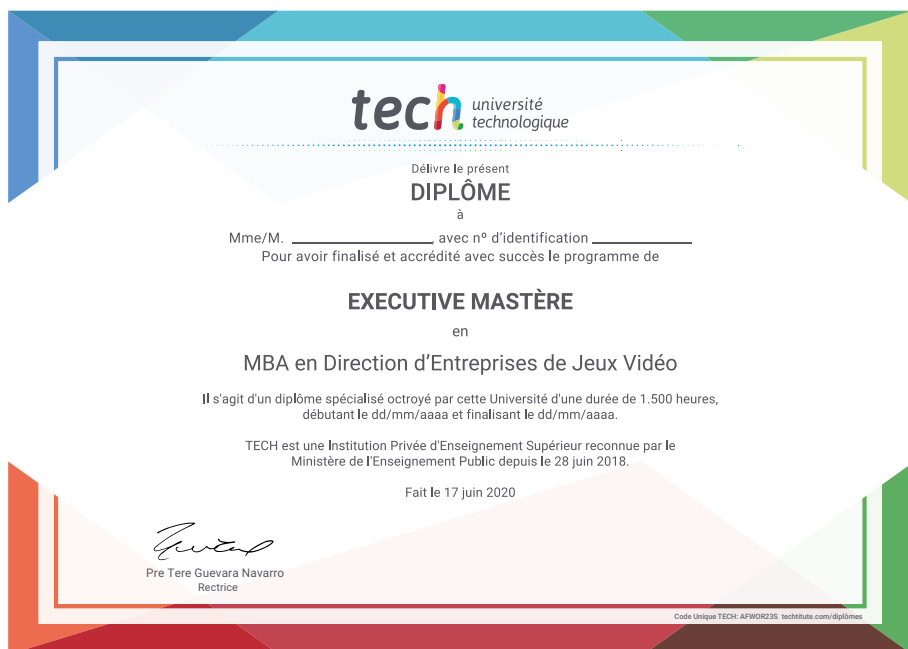 tech université
technologique
Délivre le présent
DIPLÔME
à
Mme/M. ______________, avec nº d'identification __________
Pour avoir finalisé et accrédité avec succès le programme de
EXECUTIVE MASTÈRE
en
MBA en Direction d'Entreprises de Jeux Vidéo
Il s'agit d'un diplôme spécialisé octroyé par cette Université d'une durée de 1.500 heures,
débutant le dd/mm/aaaa et finalisant le dd/mm/aaaa.
TECH est une Institution Privée d'Enseignement Supérieur reconnue par le
Ministère de l'Enseignement Public depuis le 28 juin 2018.
Fait le 17 juin 2020
Pre Tere Guevara Navarro
Rectrice
Code Unique TECH: AFWOR23S techtitute.com/diplômes